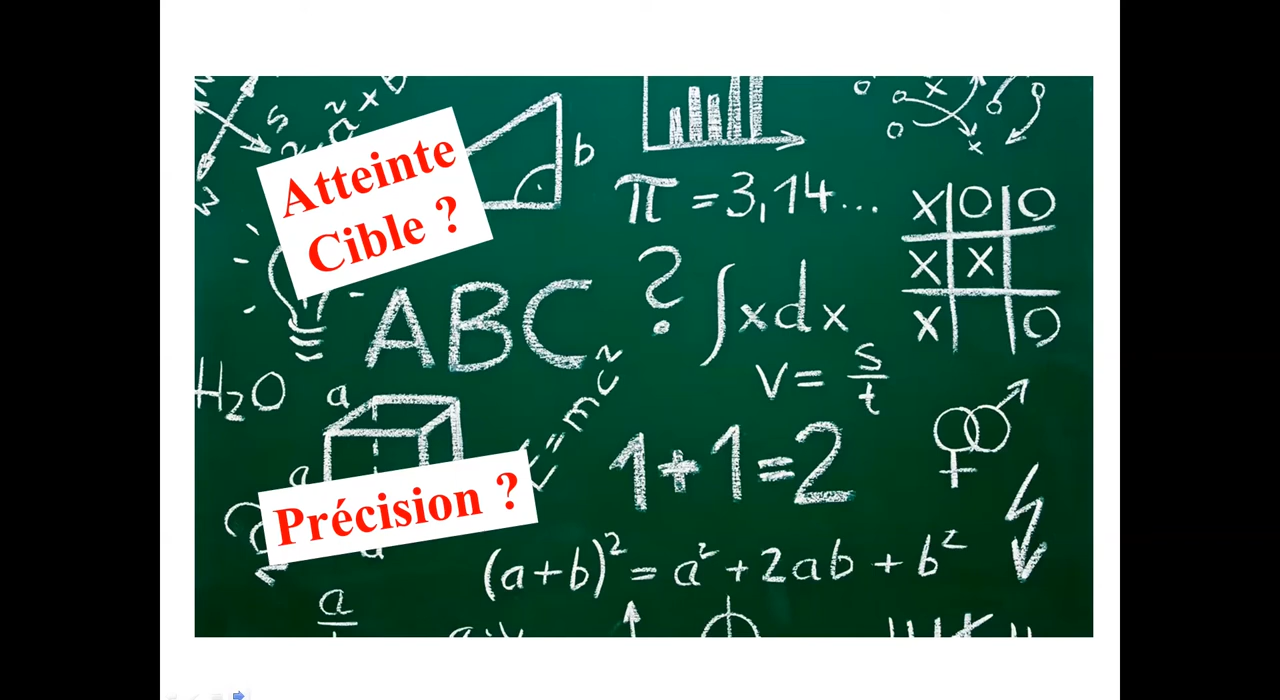 Atteinte
Cible ?
b
π = 3,14...
X O O
X X
X O
?
∫xdx
ABC
v = s/t
H₂O
a
E = mc²
1+1=2
a
Précision ?
(a+b)² = a² + 2ab + b²
a